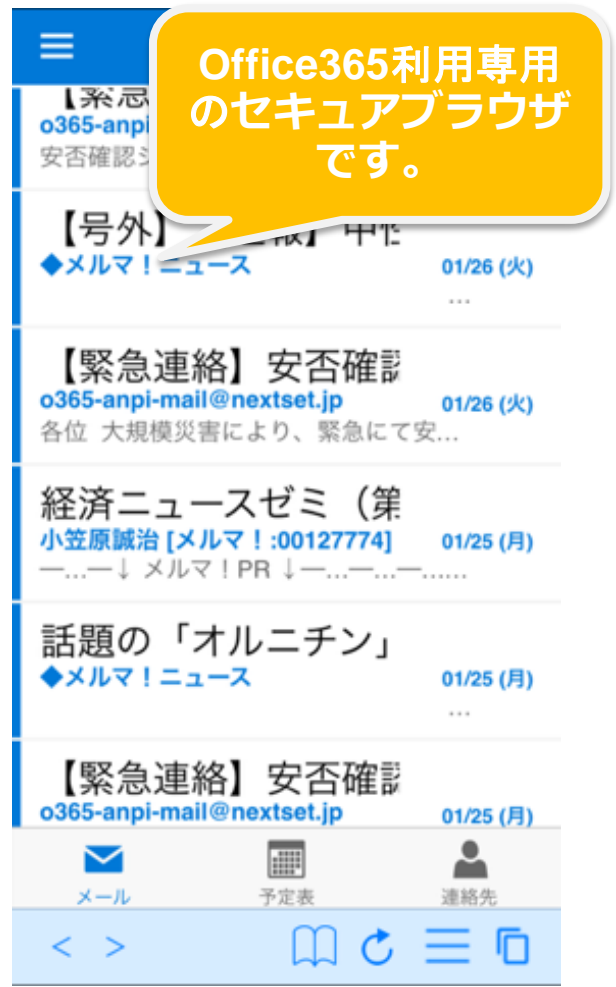 Office365利用専用
のセキュアブラウザ
です。
o365-anpi
安否確認
【号外】
◆メルマ！ニュース
01/26 (火)
…
【緊急連絡】安否確認
o365-anpi-mail@nextset.jp
01/26 (火)
各位 大規模災害により、緊急にて安…
経済ニュースゼミ（第
小笠原誠治 [メルマ！:00127774]
01/25 (月)
―…―↓ メルマ！PR ↓―…―…―……
話題の「オルニチン」
◆メルマ！ニュース
01/25 (月)
…
【緊急連絡】安否確認
o365-anpi-mail@nextset.jp
01/25 (月)
メール
予定表
連絡先